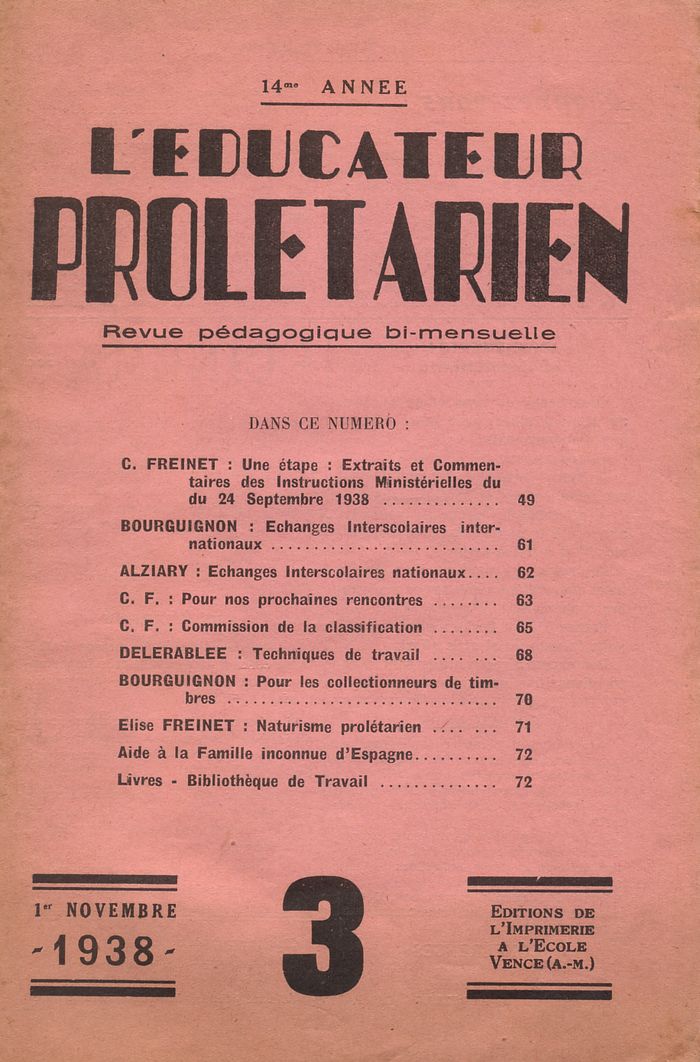 14me ANNEE
L'EDUCATEUR
PROLETARIEN
Revue pédagogique bi-mensuelle
DANS CE NUMERO :
C. FREINET : Une étape : Extraits et Commen-
taires des Instructions Ministérielles du
du 24 Septembre 1938 .............. 49
BOURGUIGNON : Echanges Interscolaires inter-
nationaux ........................... 61
ALZIARY : Echanges Interscolaires nationaux.... 62
C. F. : Pour nos prochaines rencontres ........ 63
C. F. : Commission de la classification ........ 65
DELERABLEE : Techniques de travail .... ... 68
BOURGUIGNON : Pour les collectionneurs de tim-
bres ................................ 70
Elise FREINET : Naturisme prolétarien .... ... 71
Aide à la Famille inconnue d'Espagne.......... 72
Livres - Bibliothèque de Travail .............. 72
1er NOVEMBRE
-1938-
3
EDITIONS DE
L'IMPRIMERIE
A L'ECOLE
VENCE (A.-M.)